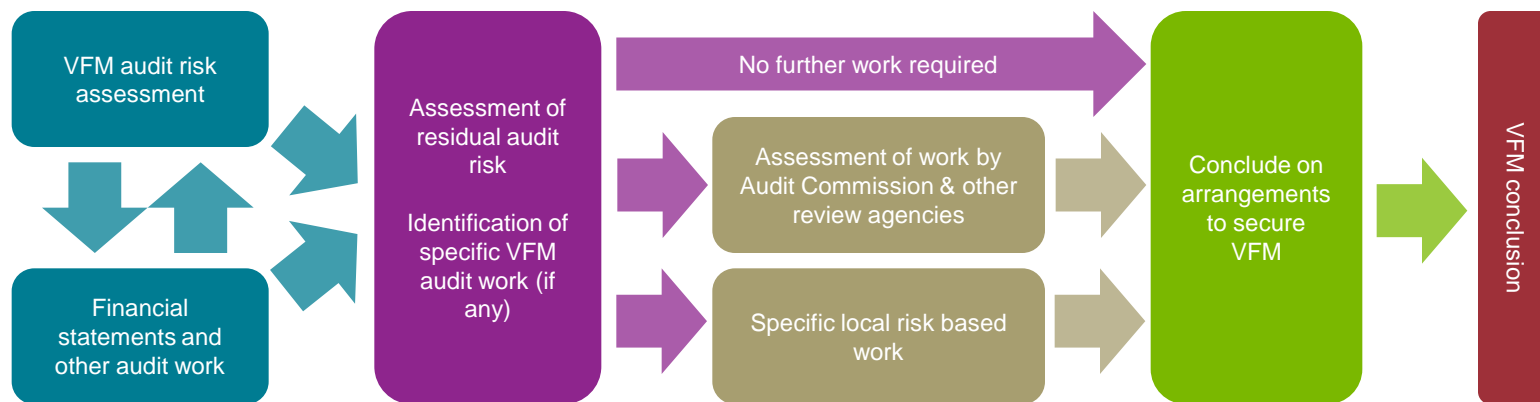 VFM audit risk
assessment
Financial
statements and
other audit work
Assessment of
residual audit
risk
Identification of
specific VFM
audit work (if
any)
No further work required
Assessment of work by
Audit Commission & other
review agencies
Specific local risk based
work
Conclude on
arrangements
to secure
VFM
VFM conclusion